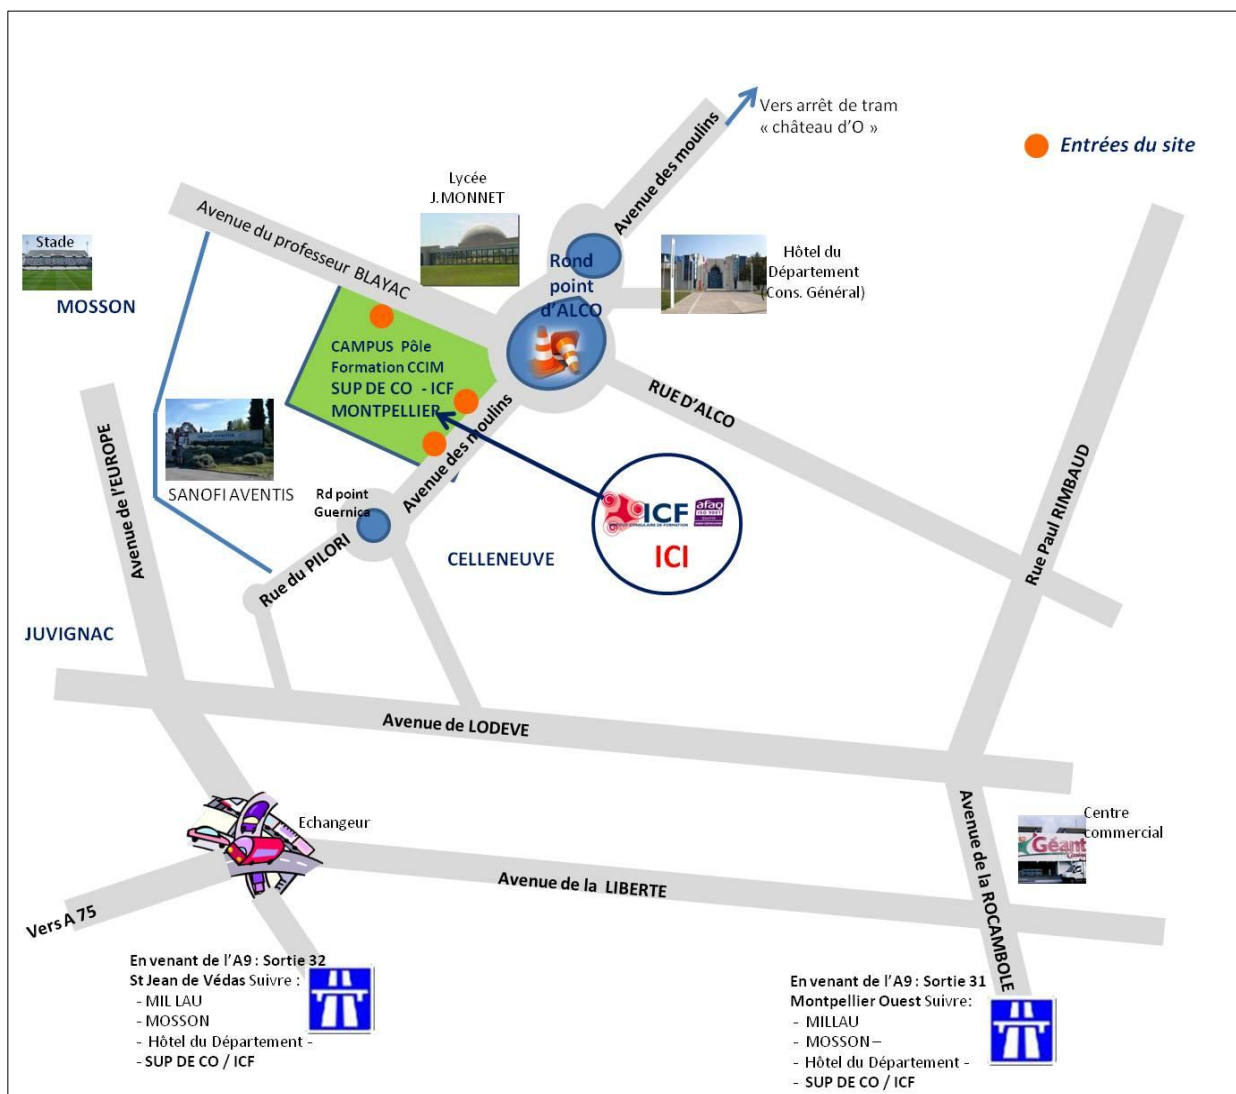 Vers arrêt de tram
« château d'O »
Entrées du site
Avenue des moulins
Lycée
J.MONNET
Avenue du professeur BLAYAC
Stade
MOSSON
Rond
point
d'ALCO
Hôtel du
Département
(Cons. Général)
CAMPUS Pôle
Formation CCIM
SUP DE CO - ICF
MONTPELLIER
RUE D'ALCO
Avenue des moulins
Avenue de l'EUROPE
SANOFI AVENTIS
Rd point
Guernica
Rue du PILORI
CELLENEUVE
ICF
INSTITUT CONSULAIRE DE FORMATION
afaq
ISO 9001
ICI
Rue Paul RIMBAUD
JUVIGNAC
Avenue de LODEVE
Echangeur
Avenue de la LIBERTE
Vers A 75
Avenue de la ROCAMBOLE
Centre
commercial
Géant
En venant de l'A9 : Sortie 32
St Jean de Védas Suivre :
- MIL LAU
- MOSSON
- Hôtel du Département -
- SUP DE CO / ICF
En venant de l'A9 : Sortie 31
Montpellier Ouest Suivre:
- MILLAU
- MOSSON –
- Hôtel du Département -
- SUP DE CO / ICF